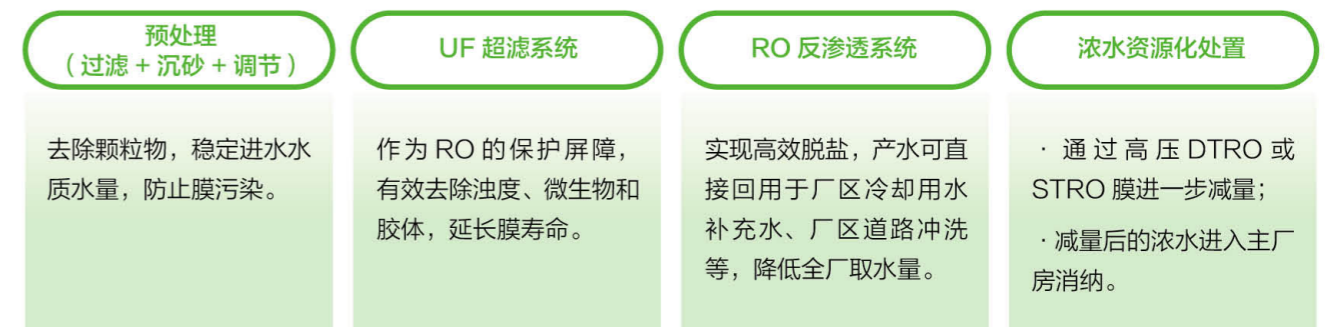 预处理
（过滤 + 沉砂 + 调节）
去除颗粒物，稳定进水水
质水量，防止膜污染。
UF 超滤系统
作为 RO 的保护屏障，
有效去除浊度、微生物和
胶体，延长膜寿命。
RO 反渗透系统
实现高效脱盐，产水可直
接回用于厂区冷却用水
补充水、厂区道路冲洗
等，降低全厂取水量。
浓水资源化处置
· 通过高压 DTRO 或
STRO 膜进一步减量；
· 减量后的浓水进入主厂
房消纳。